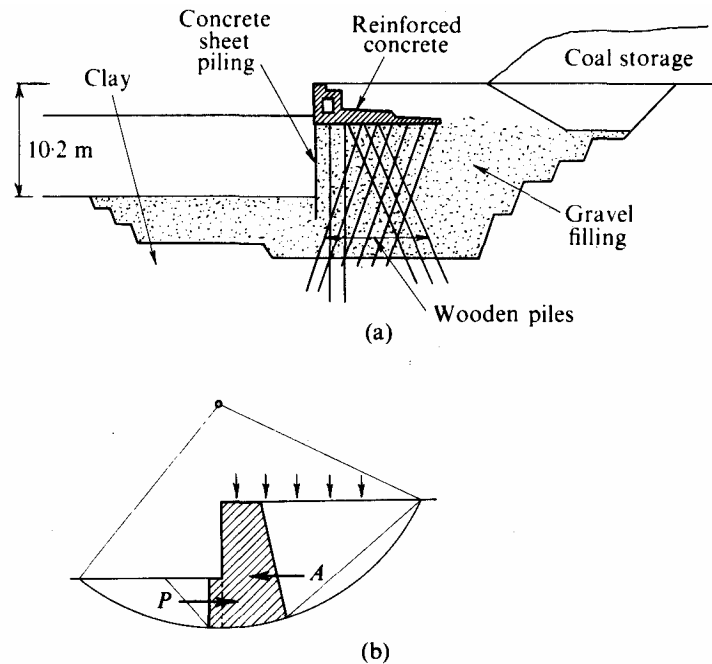 Concrete
sheet
piling
Reinforced
concrete
Clay
Coal storage
10·2 m
Gravel
filling
Wooden piles
(a)
P
A
(b)